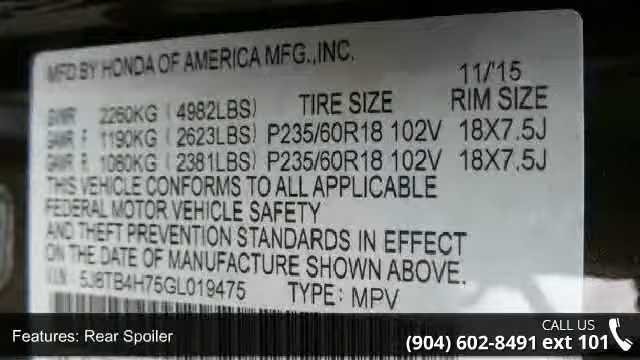 MFD.BY HONDA OF AMERICA MFG.,INC.
11/'15
GVWR 2260KG (4982LBS) TIRE SIZE RIM SIZE
GAWR F 1190KG (2623LBS) P235/60R18 102V 18X7.5J
GAWR R 1080KG (2381LBS) P235/60R18 102V 18X7.5J
THIS VEHICLE CONFORMS TO ALL APPLICABLE
FEDERAL MOTOR VEHICLE SAFETY
AND THEFT PREVENTION STANDARDS IN EFFECT
ON THE DATE OF MANUFACTURE SHOWN ABOVE.
V.I.N.: 5J8TB4H75GL019475 TYPE: MPV
CALL US
Features: Rear Spoiler
(904) 602-8491 ext 101